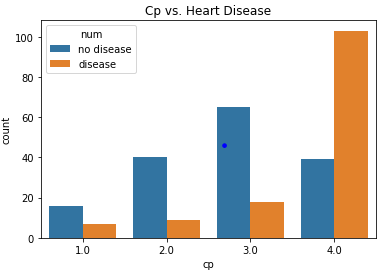 Cp vs. Heart Disease
num
no disease
disease
count
100
80
60
40
20
0
1.0 2.0 3.0 4.0
cp